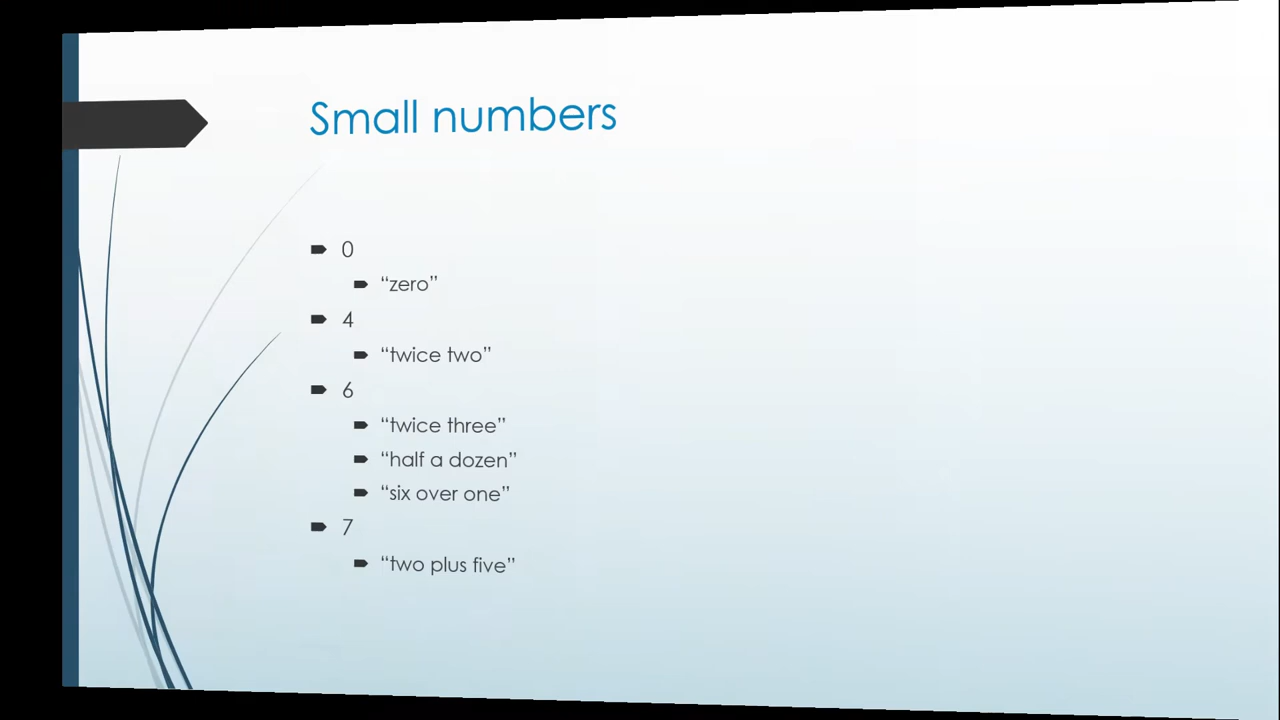 Small numbers
0
“zero”
4
“twice two”
6
“twice three”
“half a dozen”
“six over one”
7
“two plus five”